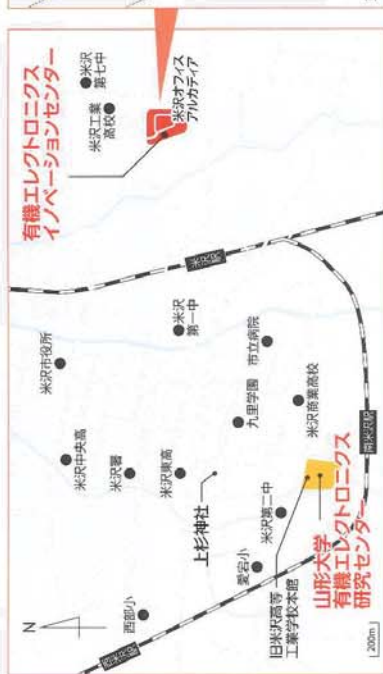 有機エレクトロニクス
イノベーションセンター
米沢工業
高校
米沢
第七中
米沢オフィス
アルカディア
米沢駅
米沢市役所
米沢
第一中
市立病院
米沢中央高
米沢署
米沢東高
九里学園
米沢商業高校
上杉神社
南米沢駅
N
西部小
西米沢駅
愛宕小
米沢第二中
旧米沢高等
工業学校本館
山形大学
有機エレクトロニクス
研究センター
200m